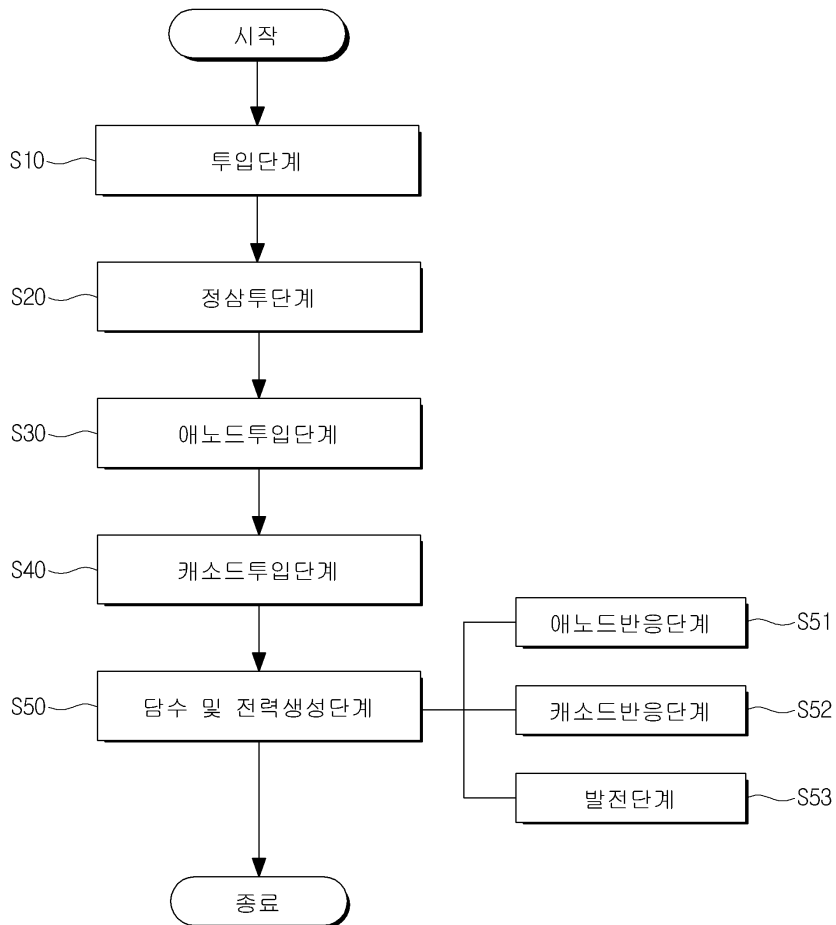 시작
S10
투입단계
S20
정삼투단계
S30
애노드투입단계
S40
캐소드투입단계
S50
담수 및 전력생성단계
애노드반응단계
S51
캐소드반응단계
S52
발전단계
S53
종료